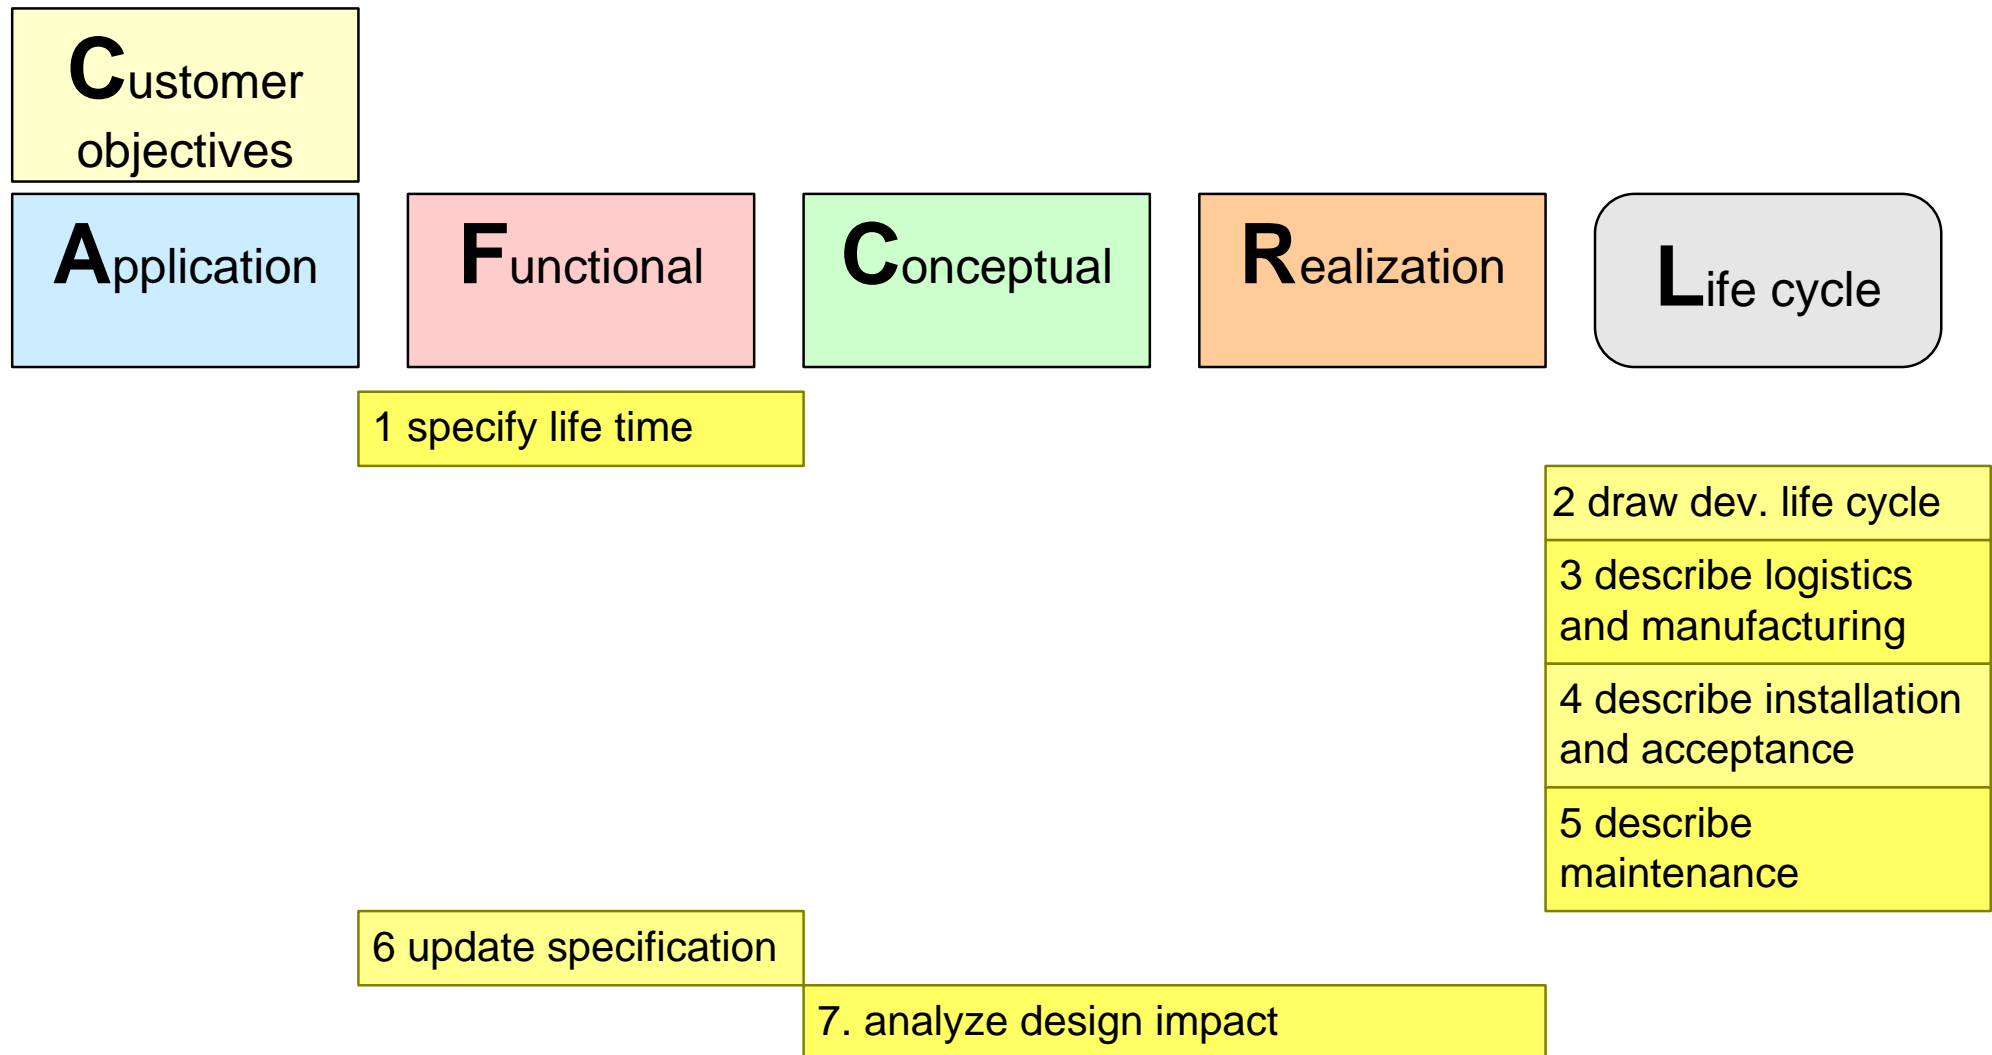 Customer
objectives
Application
Functional
Conceptual
Realization
Life cycle
1 specify life time
2 draw dev. life cycle
3 describe logistics
and manufacturing
4 describe installation
and acceptance
5 describe
maintenance
6 update specification
7. analyze design impact